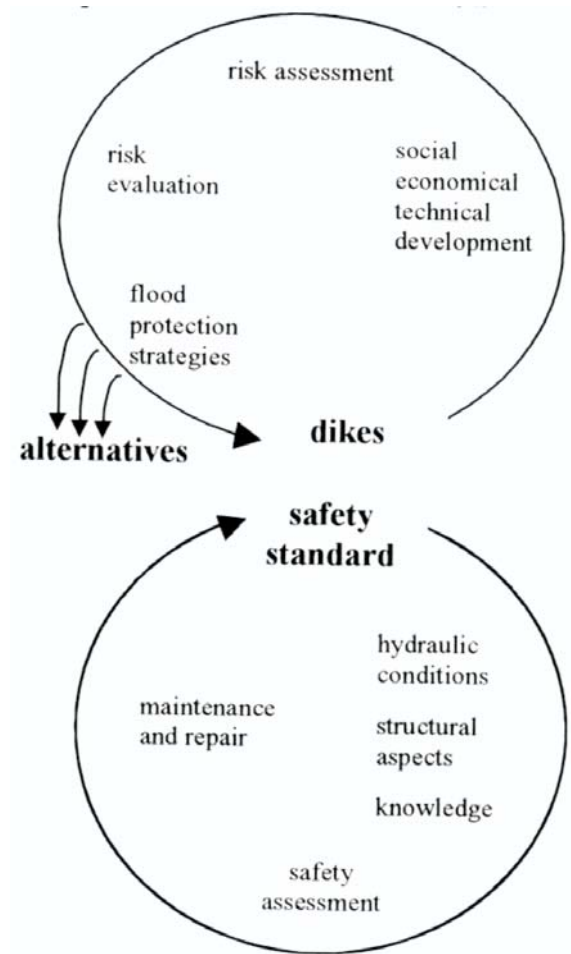 risk assessment
risk
evaluation
social
economical
technical
development
flood
protection
strategies
alternatives
dikes
safety
standard
hydraulic
conditions
maintenance
and repair
structural
aspects
knowledge
safety
assessment